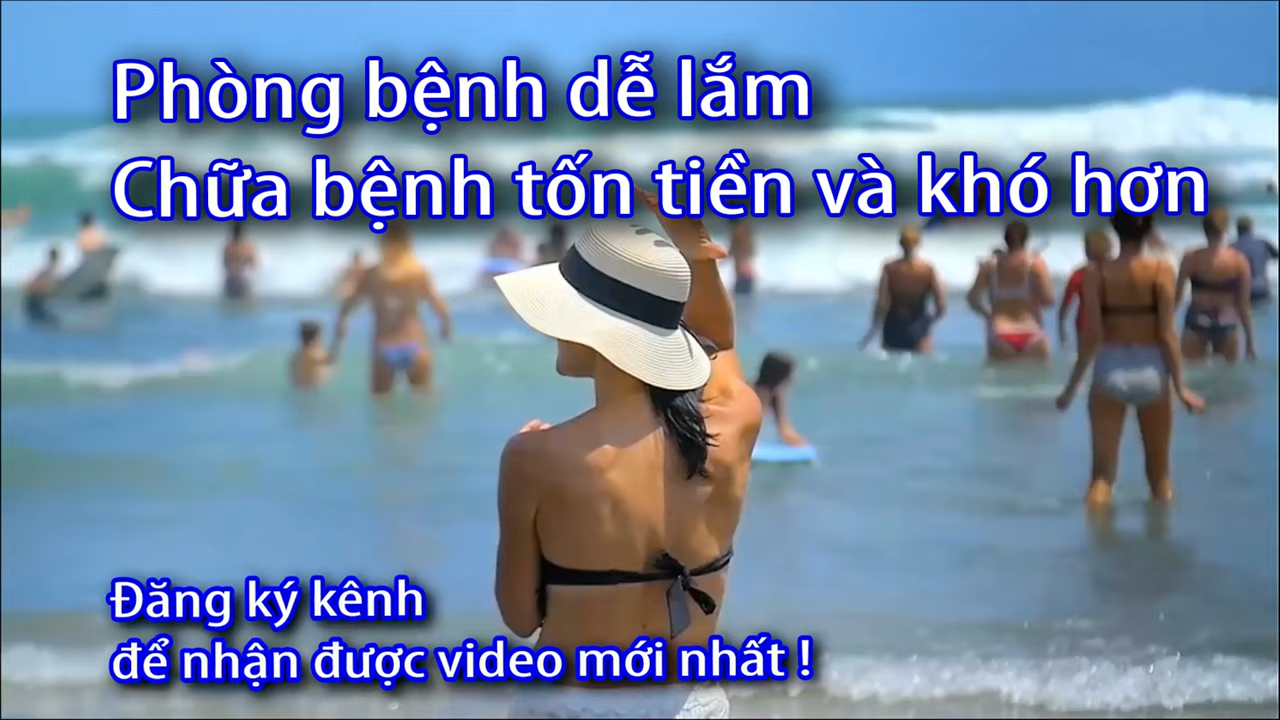 Phòng bệnh dễ lắm
Chữa bệnh tốn tiền và khó hơn
Đăng ký kênh
để nhận được video mới nhất !